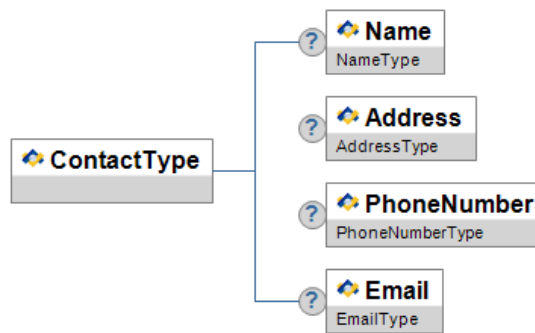 ?
Name
NameType
?
Address
AddressType
ContactType
?
PhoneNumber
PhoneNumberType
?
Email
EmailType